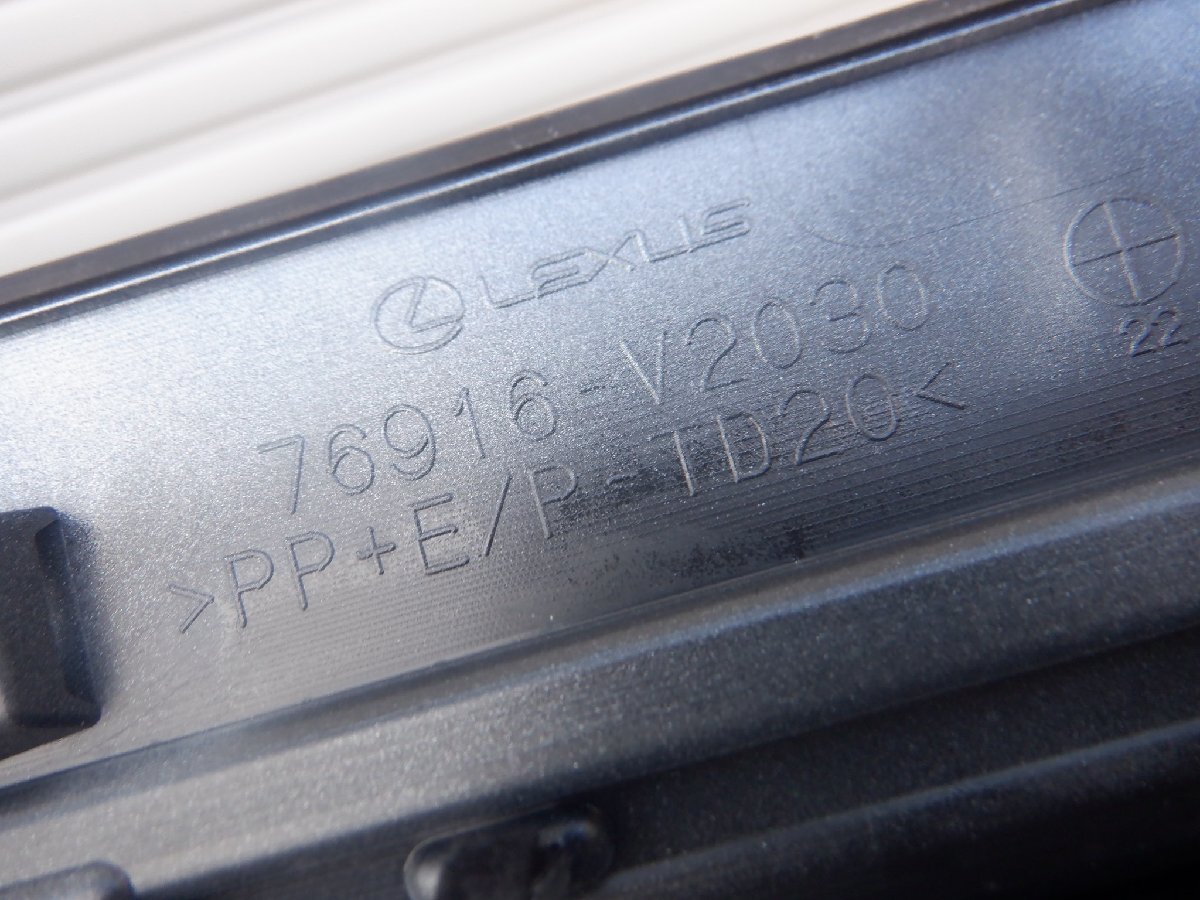 LEXUS
76916-V2030
>PP+E/P-TD20<
22